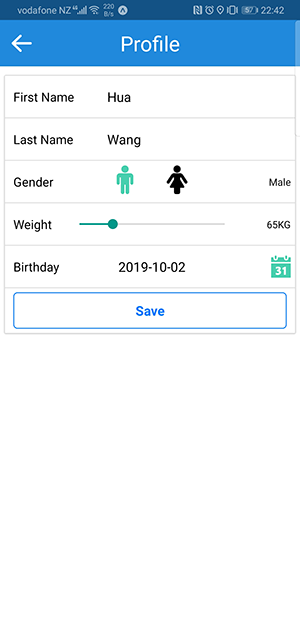 vodafone NZ 4G 220 B/s 57 22:42
Profile
First Name Hua
Last Name Wang
Gender Male
Weight 65KG
Birthday 2019-10-02 31
Save